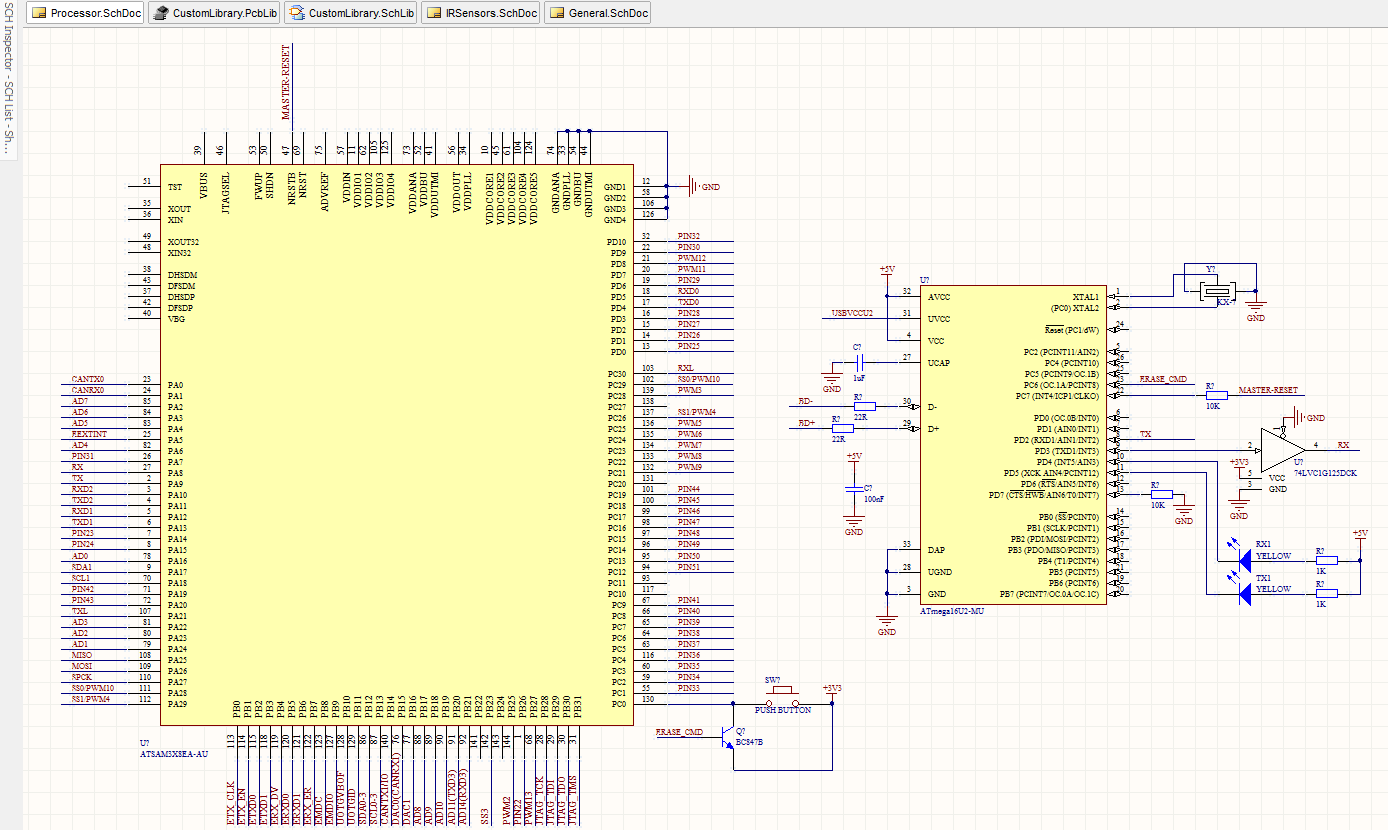 SCH Inspector - SCH List - Sh...
Processor.SchDoc
CustomLibrary.PcbLib
CustomLibrary.SchLib
IRSensors.SchDoc
General.SchDoc
MASTER-RESET
39 46 53 50 47 69 75 57 11 62 105 125 73 52 41 56 34 10 45 61 104 124 74 33 54 44
VBUS JTAGSEL FWUP SHDN NRSTB NRST ADVREF VDDIN VDDIO1 VDDIO2 VDDIO3 VDDIO4 VDDANA VDDBU VDDUTMI VDDOUT VDDPLL VDDCORE1 VDDCORE2 VDDCORE3 VDDCORE4 VDDCORE5 GNDANA GNDPLL GNDBU GNDUTMI
51 TST
35 XOUT
36 XIN
49 XOUT32
48 XIN32
38 DHSDM
43 DFSDM
37 DHSDP
42 DFSDP
40 VBG
CANTX0 23 PA0
CANRX0 24 PA1
AD7 85 PA2
AD6 84 PA3
AD5 83 PA4
EEXTINT 25 PA5
AD4 82 PA6
PIN31 26 PA7
RX 27 PA8
TX 2 PA9
RXD2 3 PA10
TXD2 4 PA11
RXD1 5 PA12
TXD1 6 PA13
PIN23 7 PA14
PIN24 8 PA15
AD0 78 PA16
SDA1 9 PA17
SCL1 70 PA18
PIN42 71 PA19
PIN43 72 PA20
TXL 107 PA21
AD3 81 PA22
AD2 80 PA23
AD1 79 PA24
MISO 108 PA25
MOSI 109 PA26
SPCK 110 PA27
SS0/PWM10 111 PA28
SS1/PWM4 112 PA29
GND1 12
GND2 58
GND3 106
GND4 126
GND
PD10 32 PIN32
PD9 22 PIN30
PD8 21 PWM12
PD7 20 PWM11
PD6 19 PIN29
PD5 18 RXD0
PD4 17 TXD0
PD3 16 PIN28
PD2 15 PIN27
PD1 14 PIN26
PD0 13 PIN25
PC30 103 RXL
PC29 102 SS0/PWM10
PC28 139 PWM3
PC27 138
PC26 137 SS1/PWM4
PC25 136 PWM5
PC24 135 PWM6
PC23 134 PWM7
PC22 133 PWM8
PC21 132 PWM9
PC20 131
PC19 101 PIN44
PC18 100 PIN45
PC17 99 PIN46
PC16 98 PIN47
PC15 97 PIN48
PC14 96 PIN49
PC13 95 PIN50
PC12 94 PIN51
PC11 93
PC10 117
PC9 67 PIN41
PC8 66 PIN40
PC7 65 PIN39
PC6 64 PIN38
PC5 63 PIN37
PC4 116 PIN36
PC3 60 PIN35
PC2 59 PIN34
PC1 55 PIN33
PC0 130
PB0 PB1 PB2 PB3 PB4 PB5 PB6 PB7 PB8 PB9 PB10 PB11 PB12 PB13 PB14 PB15 PB16 PB17 PB18 PB19 PB20 PB21 PB22 PB23 PB24 PB25 PB26 PB27 PB28 PB29 PB30 PB31
113 114 115 118 119 120 121 122 123 127 128 129 86 87 140 76 77 88 89 90 91 92 141 142 143 144 1 68 28 29 30 31
ETX_CLK ETX_EN ETXD0 ETXD1 ERX_DV ERXD0 ERXD1 ERX_ER EMDC EMDIO UOTGVBOF UOTGID SDA0-3 SCL0-3 CANTX1/IO DAC0(CANRX1) DAC1 AD8 AD9 AD10 AD11(TXD3) AD14(RXD3) SS3 PWM2 PIN22 PWM13 JTAG_TCK JTAG_TDI JTAG_TDO JTAG_TMS
U?
ATSAM3X8EA-AU
SW?
PUSH BUTTON
+3V3
ERASE_CMD
Q?
BC847B
+5V
U?
32 AVCC
USBVCCU2 31 UVCC
4 VCC
27 UCAP
C?
1uF
GND
BD- R? 22R 30 D-
BD+ R? 22R 29 D+
+5V
C?
100nF
GND
33 DAP
28 UGND
3 GND
GND
ATmega16U2-MU
XTAL1 1
(PC0) XTAL2 2
Reset (PC1/dW) 24
PC2 (PCINT11/AIN2) 5
PC4 (PCINT10)
PC5 (PCINT9/OC.1B)
PC6 (OC.1A/PCINT8)
PC7 (INT4/ICP1/CLKO)
PD0 (OC.0B/INT0) 6
PD1 (AIN0/INT1)
PD2 (RXD1/AIN1/INT2)
PD3 (TXD1/INT3)
PD4 (INT5/AIN3)
PD5 (XCK AIN4/PCINT12)
PD6 (RTS/AIN5/INT6)
PD7 (CTS/HWB/AIN6/T0/INT7)
PB0 (SS/PCINT0) 14
PB1 (SCLK/PCINT1)
PB2 (PDI/MOSI/PCINT2)
PB3 (PDO/MISO/PCINT3)
PB4 (T1/PCINT4)
PB5 (PCINT5)
PB6 (PCINT6)
PB7 (PCINT7/OC.0A/OC.1C)
Y?
KX-7
GND
ERASE_CMD
R?
10K
MASTER-RESET
TX
GND
2 4 RX
U?
74LVC1G125DCK
+3V3 5 VCC
3 GND
GND
R?
10K
GND
RX1
YELLOW
R?
1K
+5V
TX1
YELLOW
R?
1K